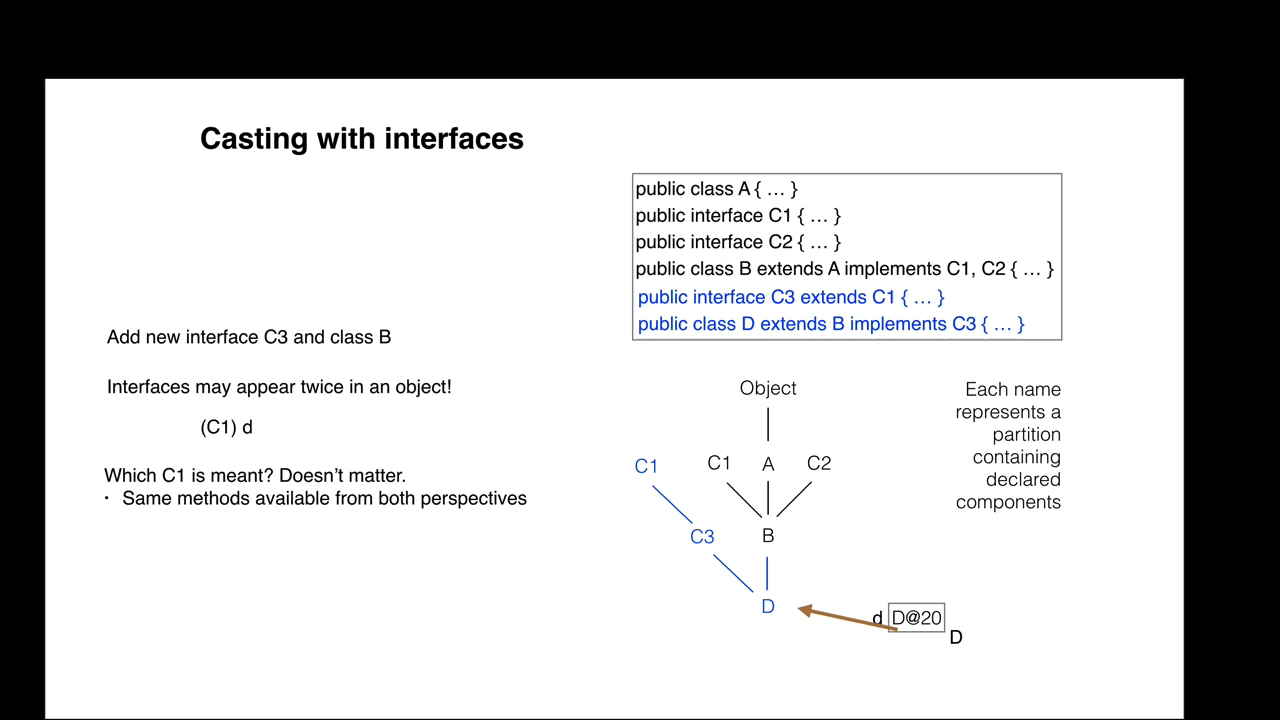 Casting with interfaces
public class A { … }
public interface C1 { … }
public interface C2 { … }
public class B extends A implements C1, C2 { … }
public interface C3 extends C1 { … }
public class D extends B implements C3 { … }
Add new interface C3 and class B
Interfaces may appear twice in an object!
(C1) d
Which C1 is meant? Doesn’t matter.
• Same methods available from both perspectives
Object
C1 C1 A C2
C3 B
D
Each name
represents a
partition
containing
declared
components
d D@20
D